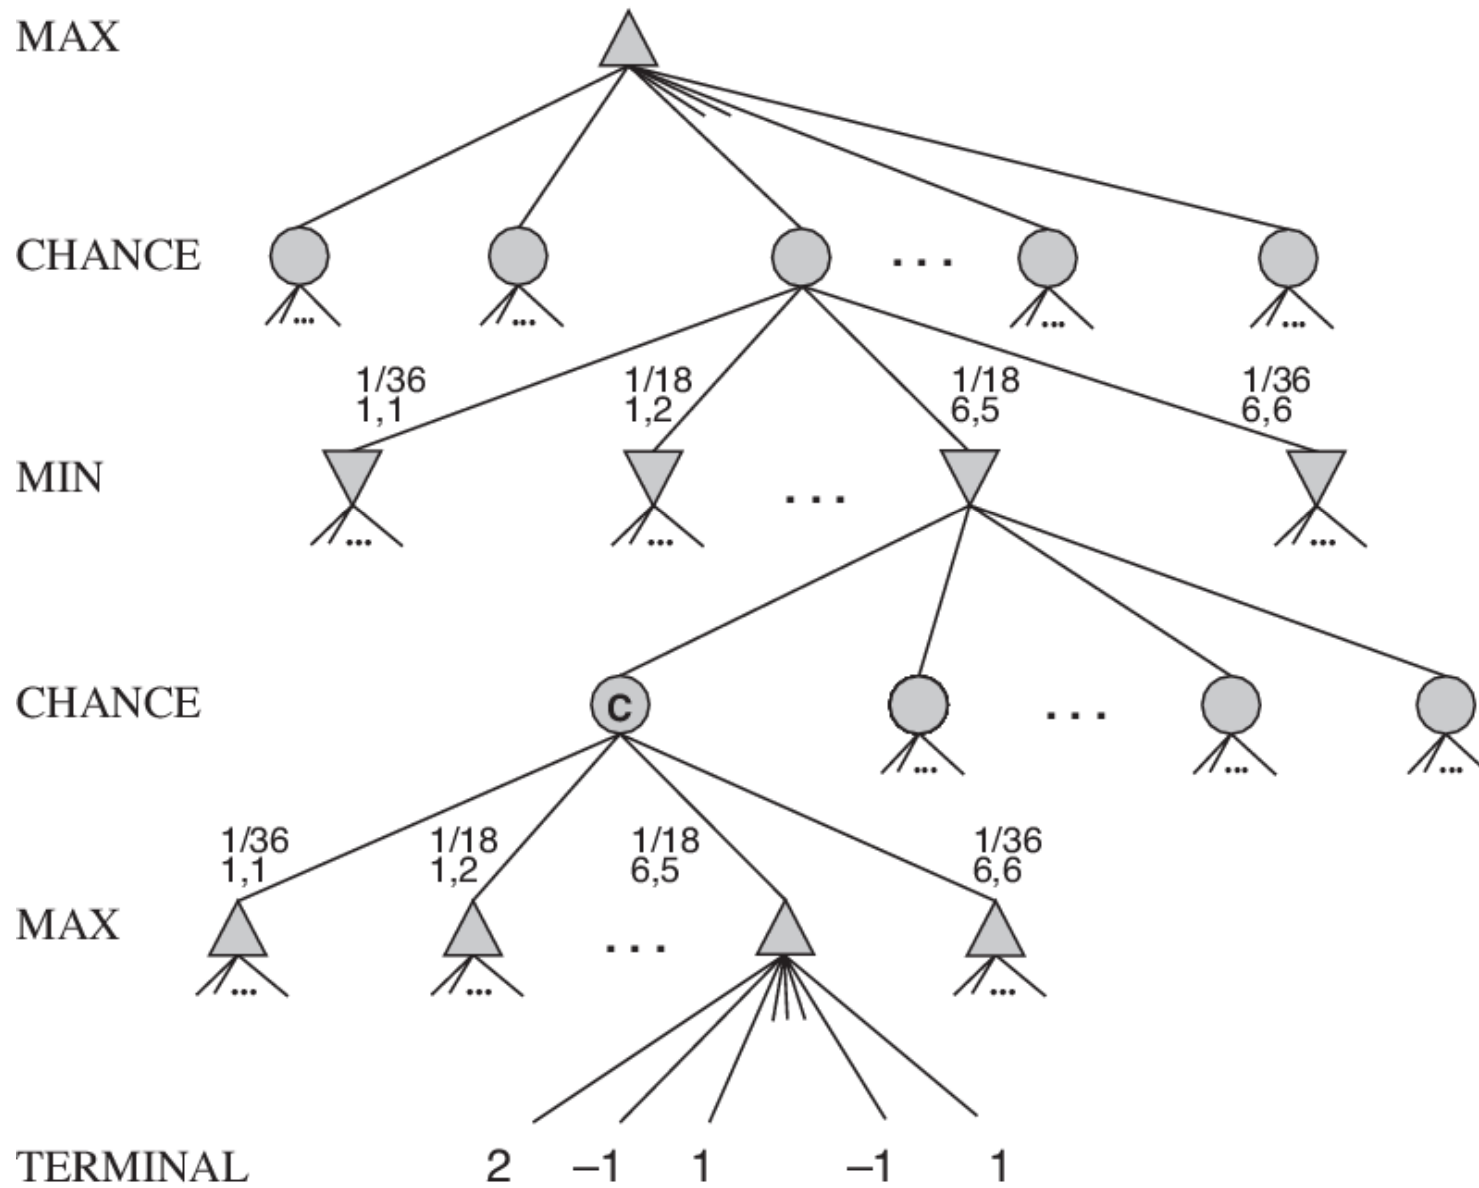 MAX
CHANCE
. . .
... ... ... ... ...
1/36 1/18 1/18 1/36
1,1 1,2 6,5 6,6
MIN
. . .
... ... ...
CHANCE
C
. . .
... ... ...
1/36 1/18 1/18 1/36
1,1 1,2 6,5 6,6
MAX
. . .
... ... ...
TERMINAL 2 –1 1 –1 1